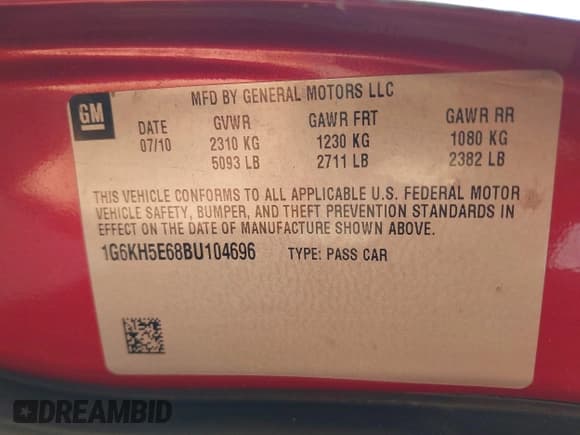 MFD BY GENERAL MOTORS LLC
GM
DATE GVWR GAWR FRT GAWR RR
07/10 2310 KG 1230 KG 1080 KG
5093 LB 2711 LB 2382 LB
THIS VEHICLE CONFORMS TO ALL APPLICABLE U.S. FEDERAL MOTOR
VEHICLE SAFETY, BUMPER, AND THEFT PREVENTION STANDARDS IN
EFFECT ON THE DATE OF MANUFACTURE SHOWN ABOVE.
1G6KH5E68BU104696 TYPE: PASS CAR
DREAMBID